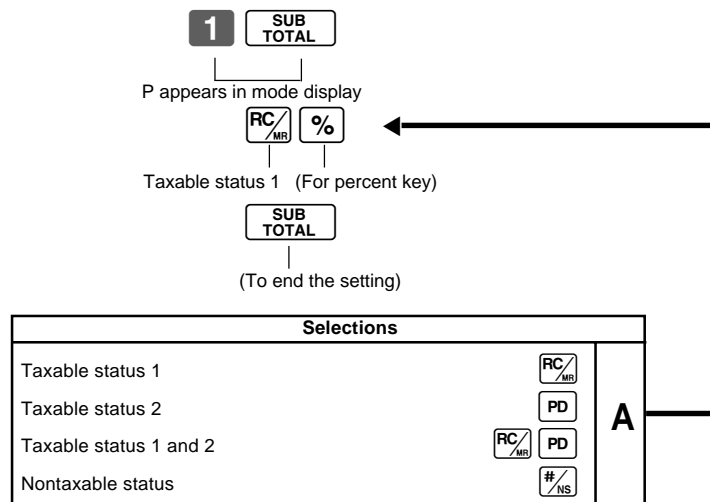 1 SUB TOTAL
P appears in mode display
RC/MR %
Taxable status 1 (For percent key)
SUB TOTAL
(To end the setting)
Selections
Taxable status 1 RC/MR
Taxable status 2 PD
Taxable status 1 and 2 RC/MR PD
Nontaxable status #/NS
A